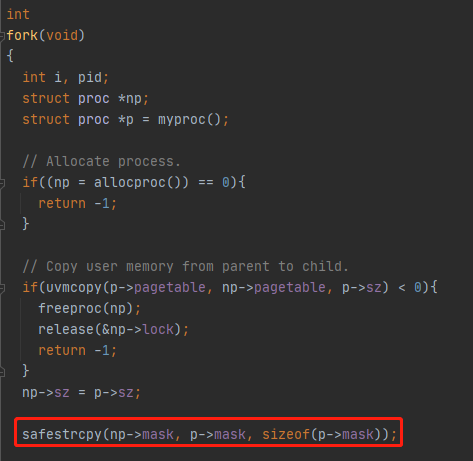 int
fork(void)
{
  int i, pid;
  struct proc *np;
  struct proc *p = myproc();

  // Allocate process.
  if((np = allocproc()) == 0){
    return -1;
  }

  // Copy user memory from parent to child.
  if(uvmcopy(p->pagetable, np->pagetable, p->sz) < 0){
    freeproc(np);
    release(&np->lock);
    return -1;
  }
  np->sz = p->sz;

  safestrcpy(np->mask, p->mask, sizeof(p->mask));